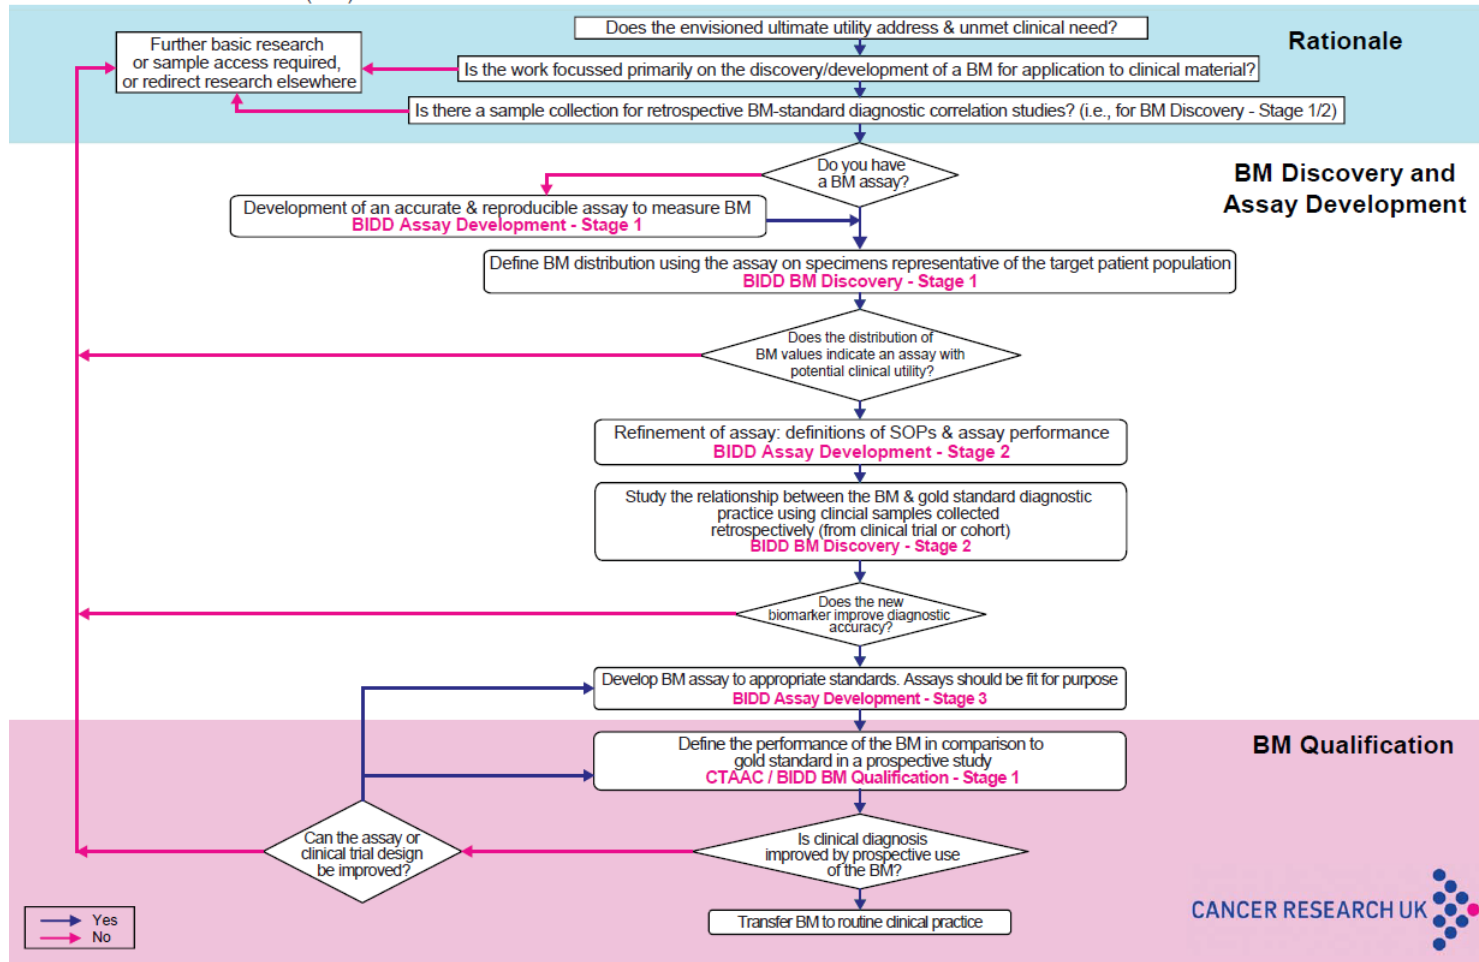 Does the envisioned ultimate utility address & unmet clinical need?
Rationale
Further basic research
or sample access required,
or redirect research elsewhere
Is the work focussed primarily on the discovery/development of a BM for application to clinical material?
Is there a sample collection for retrospective BM-standard diagnostic correlation studies? (i.e., for BM Discovery - Stage 1/2)
Do you have
a BM assay?
BM Discovery and
Assay Development
Development of an accurate & reproducible assay to measure BM
BIDD Assay Development - Stage 1
Define BM distribution using the assay on specimens representative of the target patient population
BIDD BM Discovery - Stage 1
Does the distribution of
BM values indicate an assay with
potential clinical utility?
Refinement of assay: definitions of SOPs & assay performance
BIDD Assay Development - Stage 2
Study the relationship between the BM & gold standard diagnostic
practice using clincial samples collected
retrospectively (from clinical trial or cohort)
BIDD BM Discovery - Stage 2
Does the new
biomarker improve diagnostic
accuracy?
Develop BM assay to appropriate standards. Assays should be fit for purpose
BIDD Assay Development - Stage 3
BM Qualification
Define the performance of the BM in comparison to
gold standard in a prospective study
CTAAC / BIDD BM Qualification - Stage 1
Can the assay or
clinical trial design
be improved?
Is clinical diagnosis
improved by prospective use
of the BM?
Transfer BM to routine clinical practice
Yes
No
CANCER RESEARCH UK